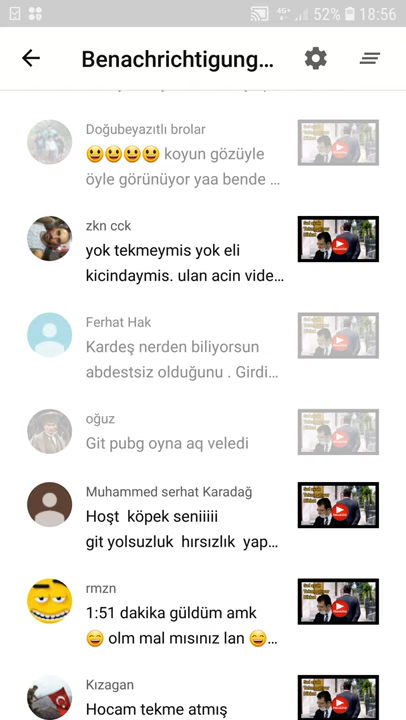 52% 18:56
Benachrichtigung...
Doğubeyazıtlı brolar
😃😃😃😃 koyun gözüyle
öyle görünüyor yaa bende ...
zkn cck
yok tekmeymis yok eli
kicindaymis. ulan acin vide...
Ferhat Hak
Kardeş nerden biliyorsun
abdestsiz olduğunu . Girdi...
oğuz
Git pubg oyna aq veledi
Muhammed serhat Karadağ
Hoşt köpek seniiiii
git yolsuzluk hırsızlık yap...
rmzn
1:51 dakika güldüm amk
😄 olm mal mısınız lan 😄...
Kızagan
Hocam tekme atmış